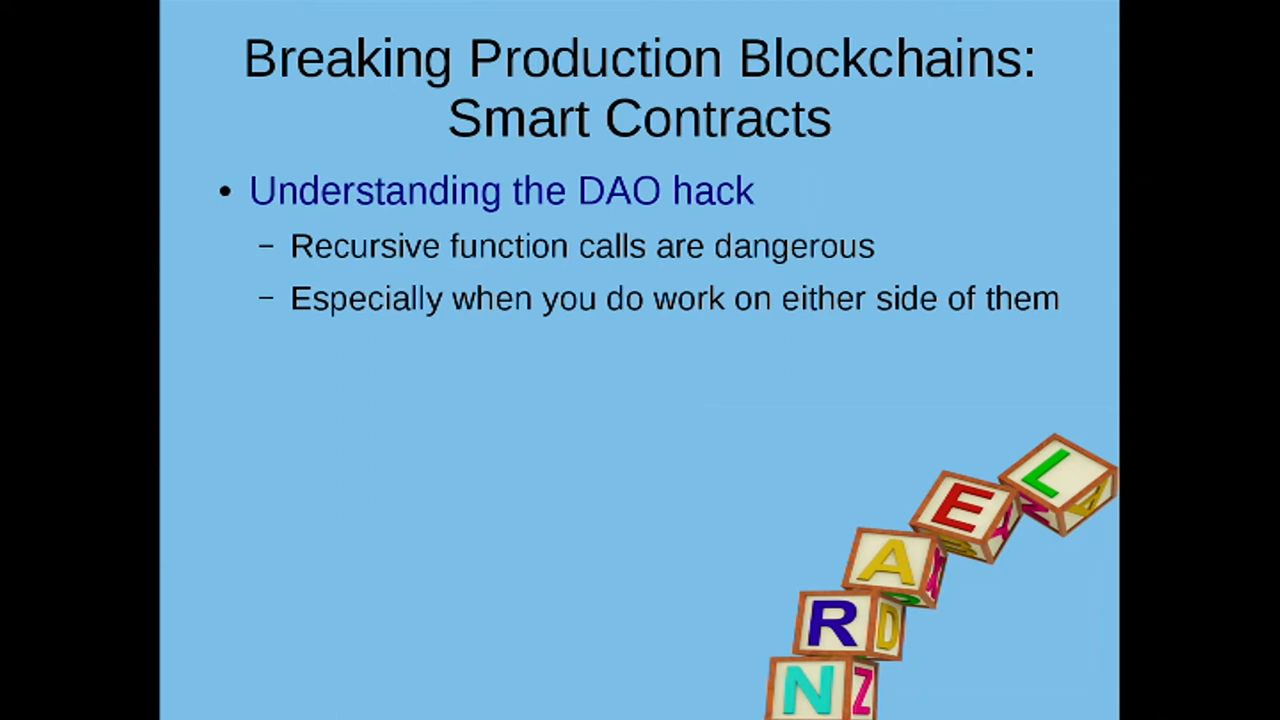 Breaking Production Blockchains:
Smart Contracts
• Understanding the DAO hack
– Recursive function calls are dangerous
– Especially when you do work on either side of them
L
E
A
R D
N Z